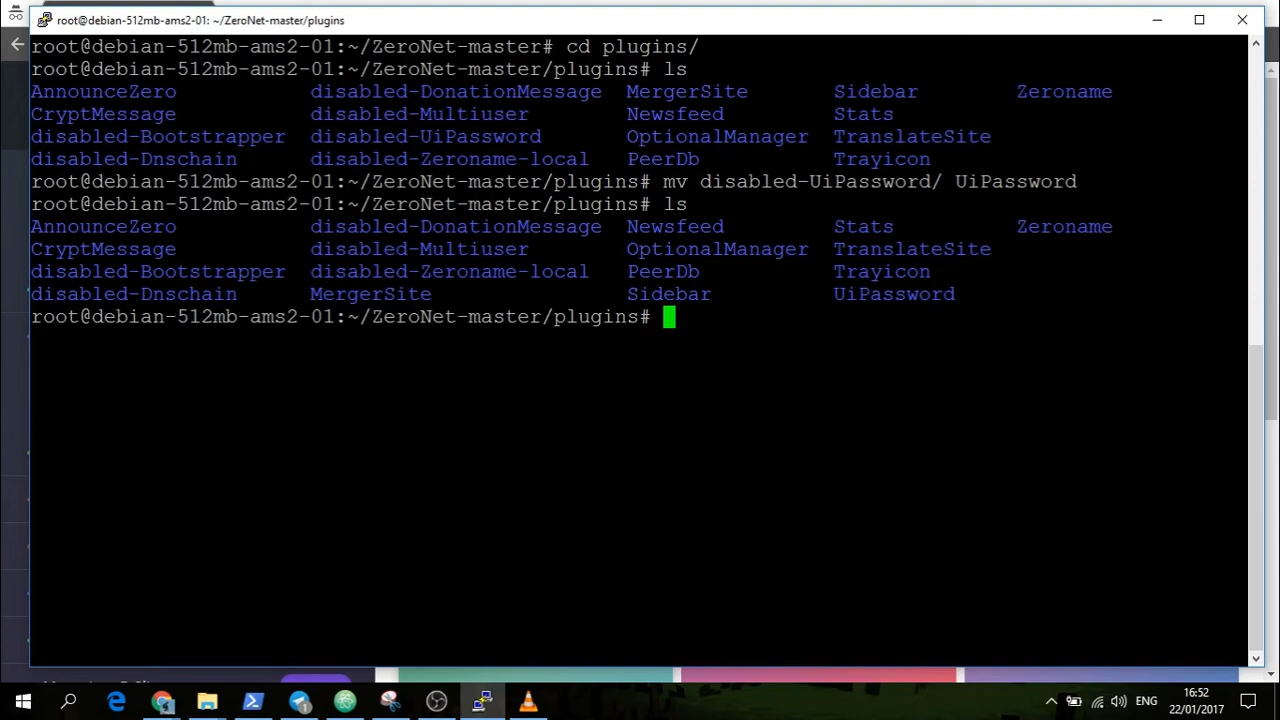 root@debian-512mb-ams2-01: ~/ZeroNet-master/plugins
root@debian-512mb-ams2-01:~/ZeroNet-master# cd plugins/
root@debian-512mb-ams2-01:~/ZeroNet-master/plugins# ls
AnnounceZero disabled-DonationMessage MergerSite Sidebar Zeroname
CryptMessage disabled-Multiuser Newsfeed Stats
disabled-Bootstrapper disabled-UiPassword OptionalManager TranslateSite
disabled-Dnschain disabled-Zeroname-local PeerDb Trayicon
root@debian-512mb-ams2-01:~/ZeroNet-master/plugins# mv disabled-UiPassword/ UiPassword
root@debian-512mb-ams2-01:~/ZeroNet-master/plugins# ls
AnnounceZero disabled-DonationMessage Newsfeed Stats Zeroname
CryptMessage disabled-Multiuser OptionalManager TranslateSite
disabled-Bootstrapper disabled-Zeroname-local PeerDb Trayicon
disabled-Dnschain MergerSite Sidebar UiPassword
root@debian-512mb-ams2-01:~/ZeroNet-master/plugins#
ENG
16:52
22/01/2017